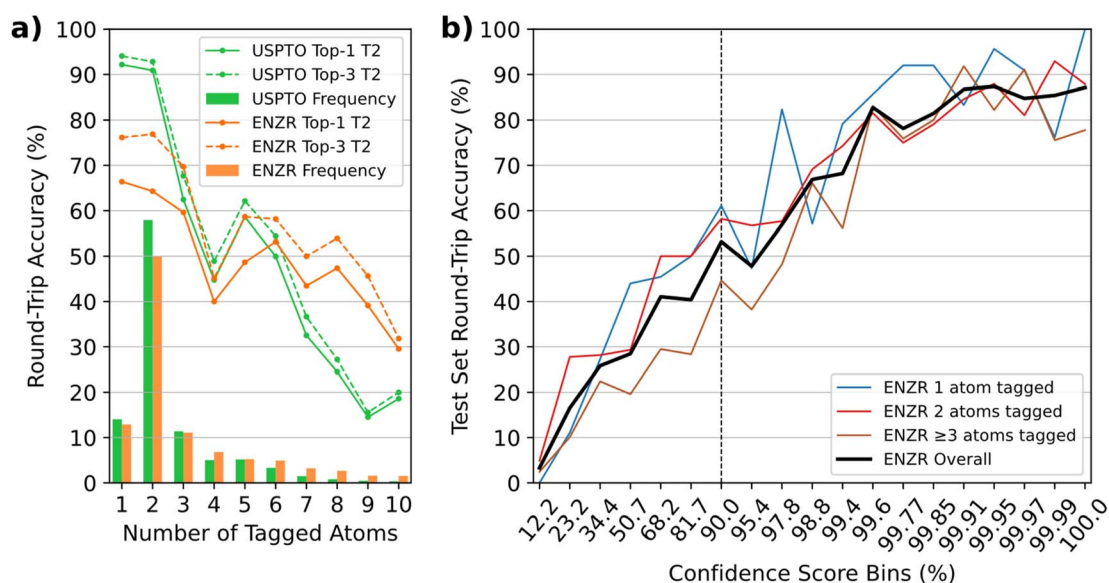 a)
Round-Trip Accuracy (%)
100
90
80
70
60
50
40
30
20
10
0
USPTO Top-1 T2
USPTO Top-3 T2
USPTO Frequency
ENZR Top-1 T2
ENZR Top-3 T2
ENZR Frequency
1 2 3 4 5 6 7 8 9 10
Number of Tagged Atoms
b)
Test Set Round-Trip Accuracy (%)
100
90
80
70
60
50
40
30
20
10
0
ENZR 1 atom tagged
ENZR 2 atoms tagged
ENZR ≥3 atoms tagged
ENZR Overall
12.2 23.2 34.4 50.7 68.2 81.7 90.0 95.4 97.8 98.8 99.4 99.6 99.77 99.85 99.91 99.95 99.97 99.99 100.0
Confidence Score Bins (%)